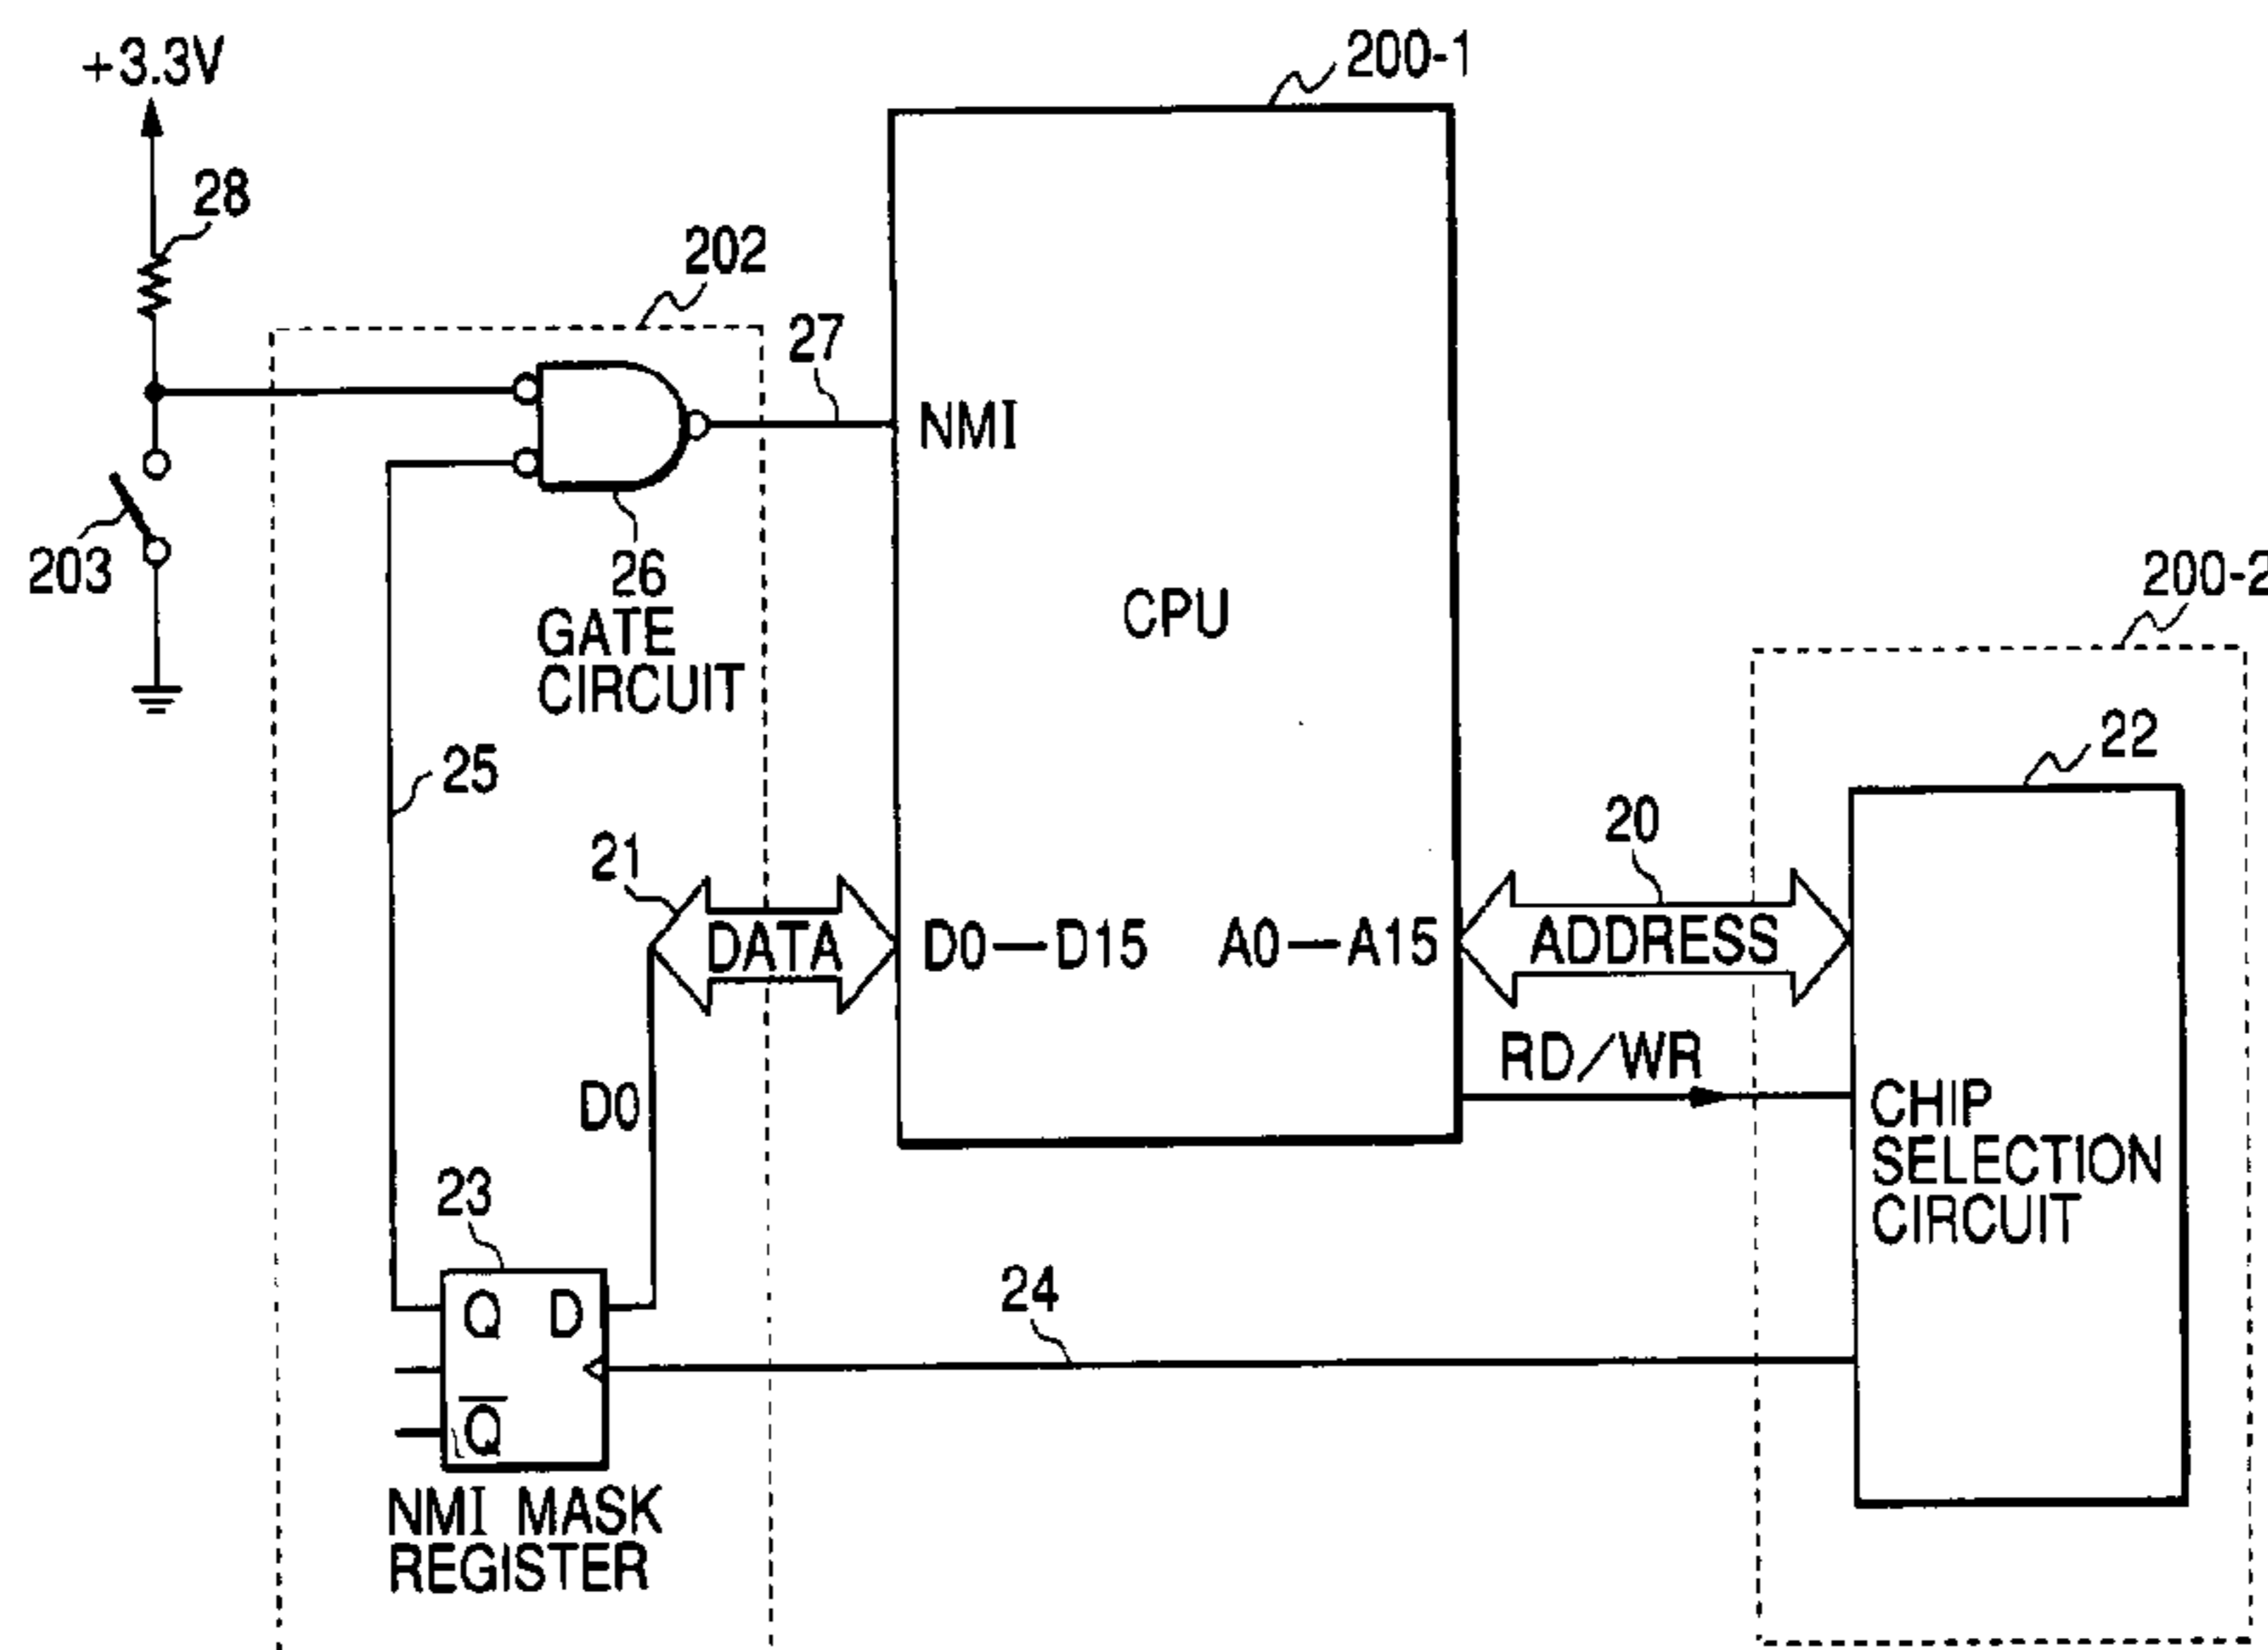 200-1
+3.3V
28
202
27
NMI
203
26
GATE
CIRCUIT
CPU
200-2
22
25
20
21
DATA
D0—D15
A0—A15
ADDRESS
RD/WR
D0
CHIP
SELECTION
CIRCUIT
23
24
Q D
Q̅
NMI MASK
REGISTER